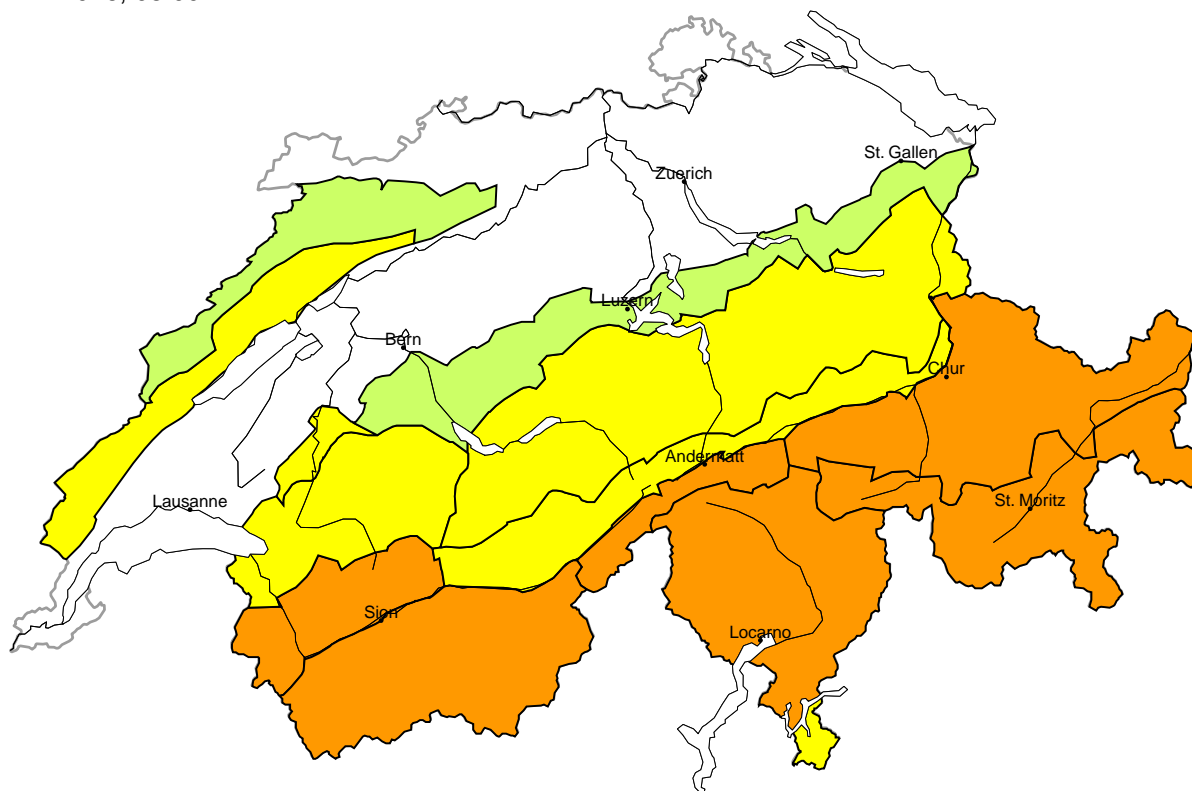 St. Gallen
Zuerich
Luzern
Bern
Chur
Andermatt
Lausanne
St. Moritz
Sion
Locarno